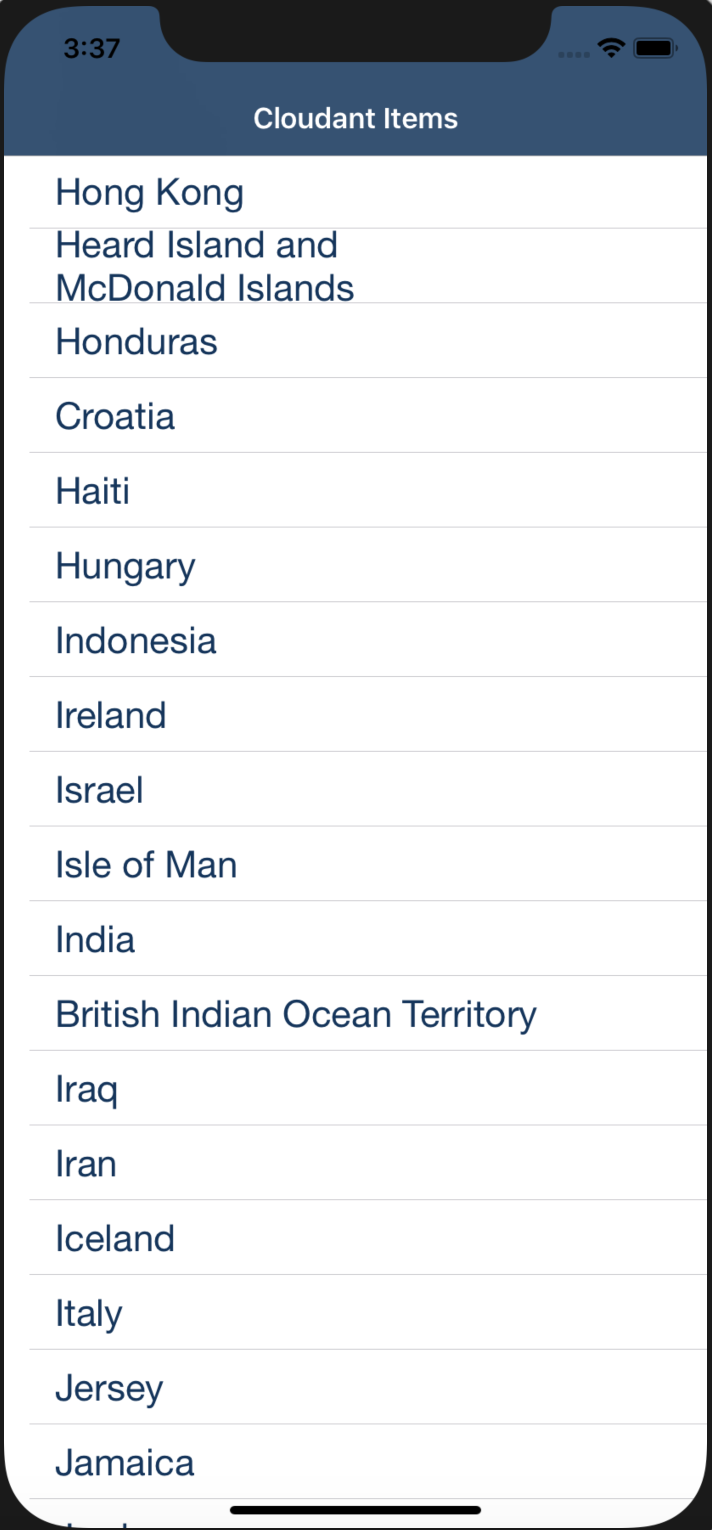 3:37
Cloudant Items
Hong Kong
Heard Island and
McDonald Islands
Honduras
Croatia
Haiti
Hungary
Indonesia
Ireland
Israel
Isle of Man
India
British Indian Ocean Territory
Iraq
Iran
Iceland
Italy
Jersey
Jamaica